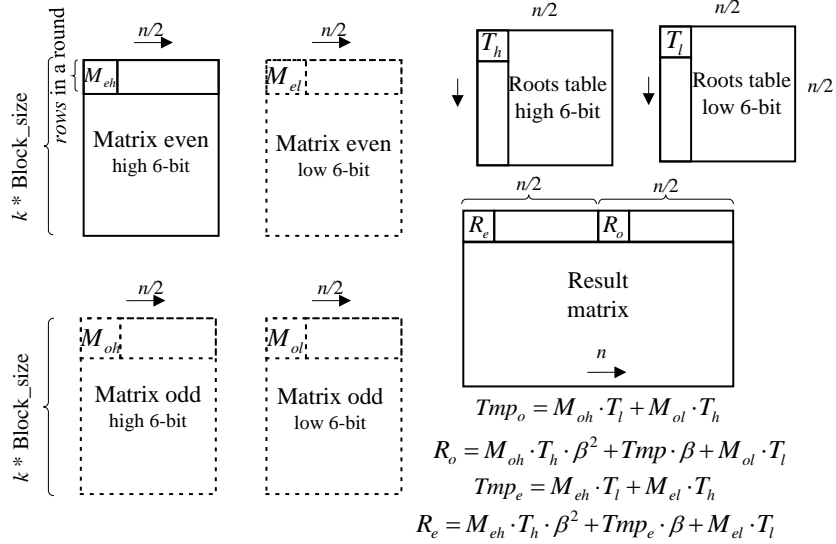 n/2
M_eh
rows in a round
k * Block_size
Matrix even
high 6-bit
n/2
M_el
Matrix even
low 6-bit
n/2
T_h
Roots table
high 6-bit
n/2
T_l
Roots table
low 6-bit
n/2
n/2
n/2
R_e
R_o
Result
matrix
n
n/2
M_oh
k * Block_size
Matrix odd
high 6-bit
n/2
M_ol
Matrix odd
low 6-bit
Tmp_o = M_oh · T_l + M_ol · T_h
R_o = M_oh · T_h · β² + Tmp · β + M_ol · T_l
Tmp_e = M_eh · T_l + M_el · T_h
R_e = M_eh · T_h · β² + Tmp_e · β + M_el · T_l